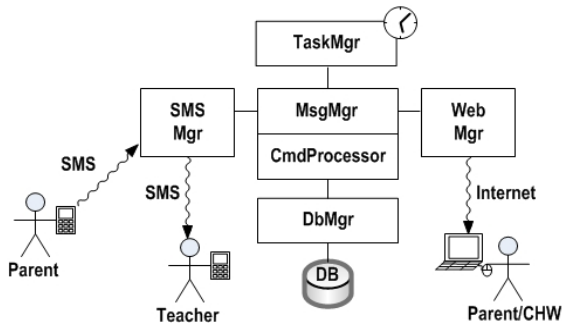 TaskMgr
SMS
Mgr
MsgMgr
Web
Mgr
CmdProcessor
SMS
SMS
Internet
DbMgr
DB
Parent
Teacher
Parent/CHW